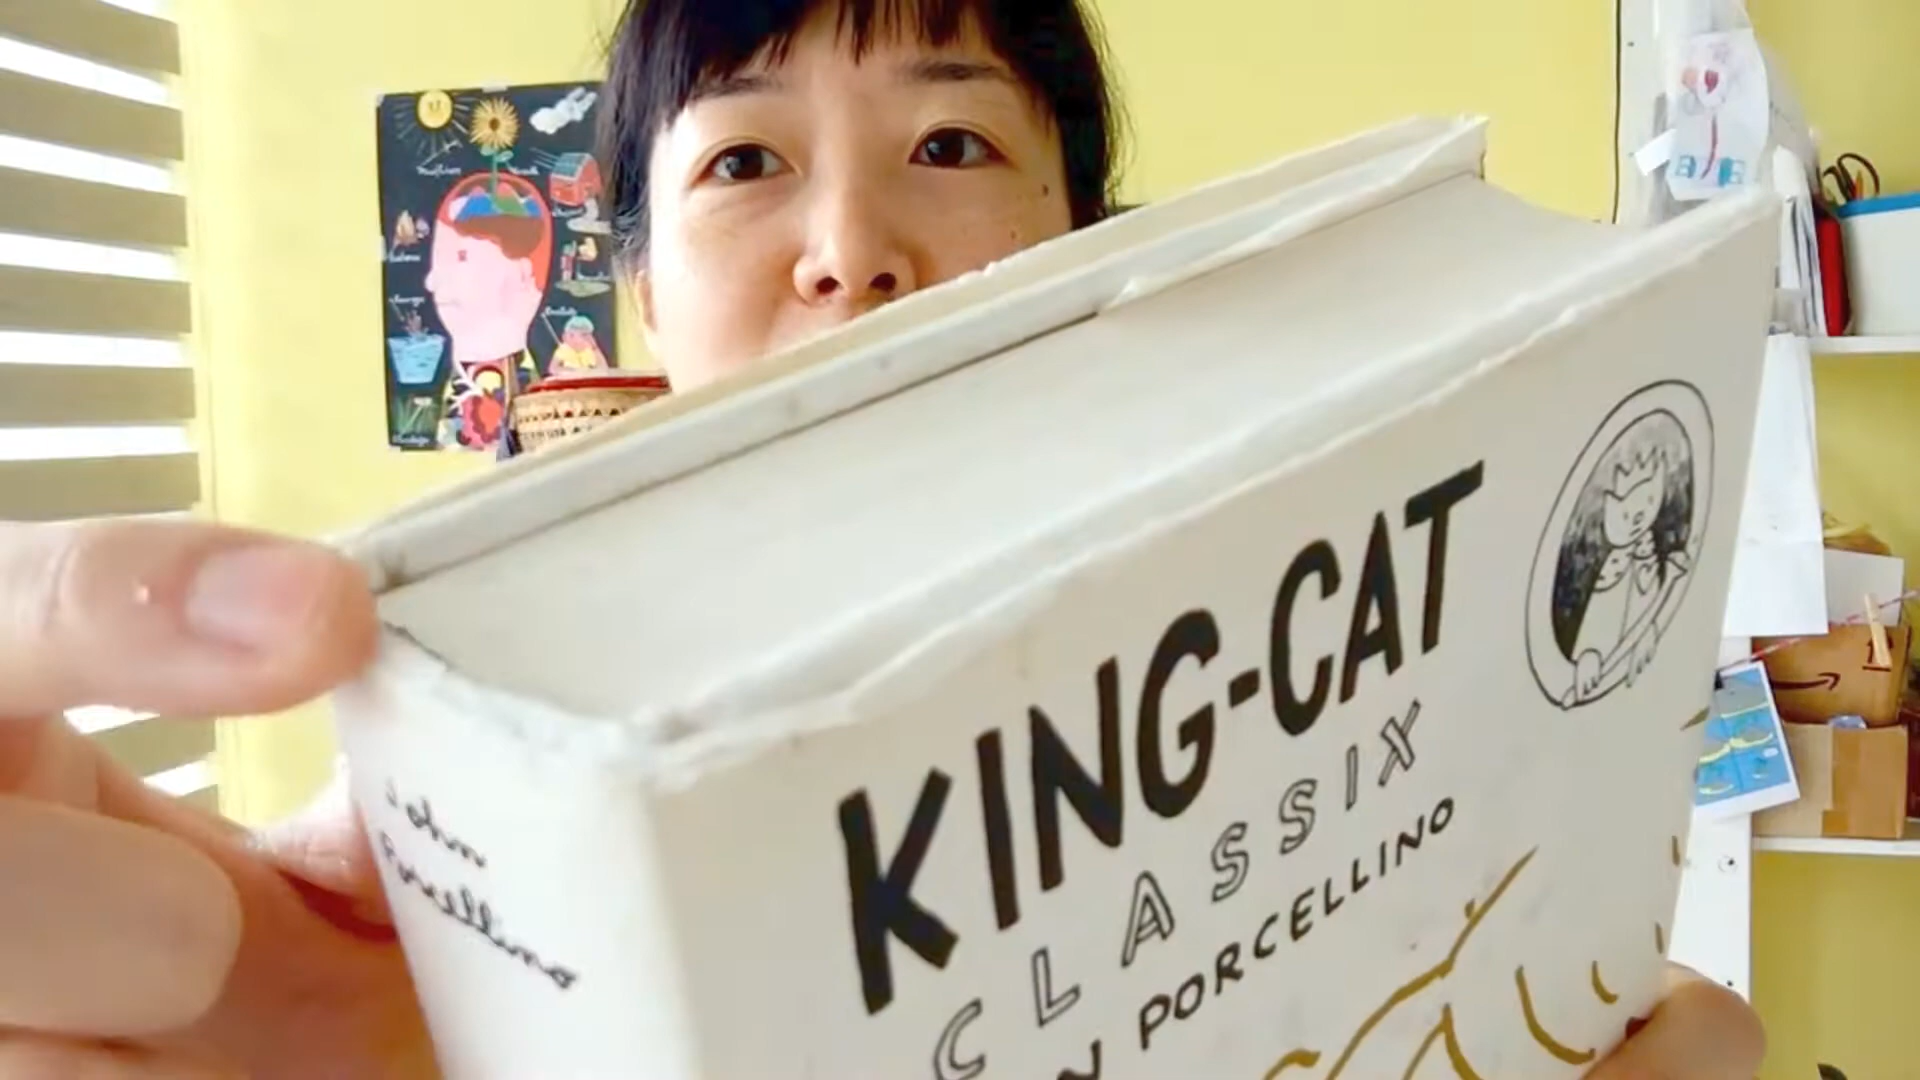 KING-CAT
CLASSIX
N PORCELLINO
John
Porcellino